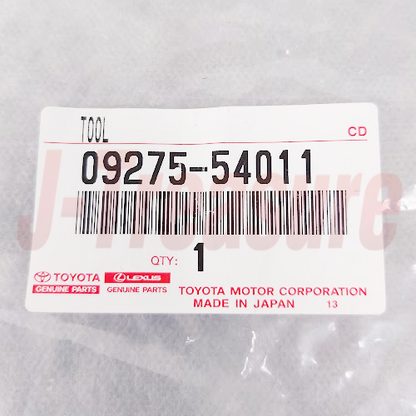 TOOL
CD
09275-54011
J-Treasure
QTY: 1
TOYOTA LEXUS
GENUINE PARTS GENUINE PARTS
TOYOTA MOTOR CORPORATION
MADE IN JAPAN 13